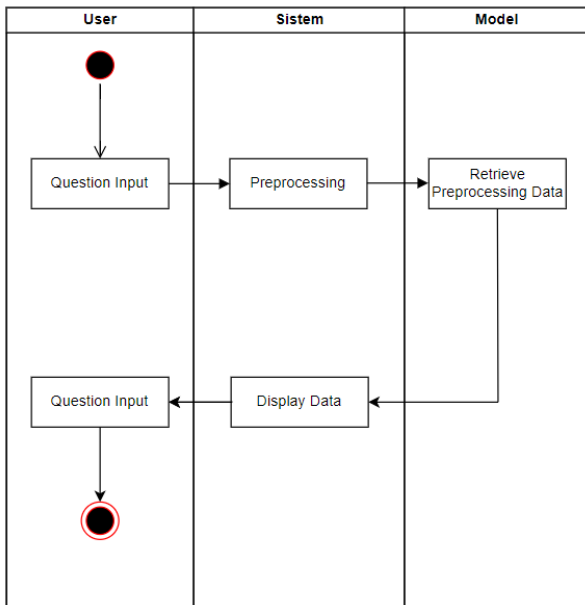 User
Sistem
Model
Question Input
Preprocessing
Retrieve
Preprocessing Data
Question Input
Display Data